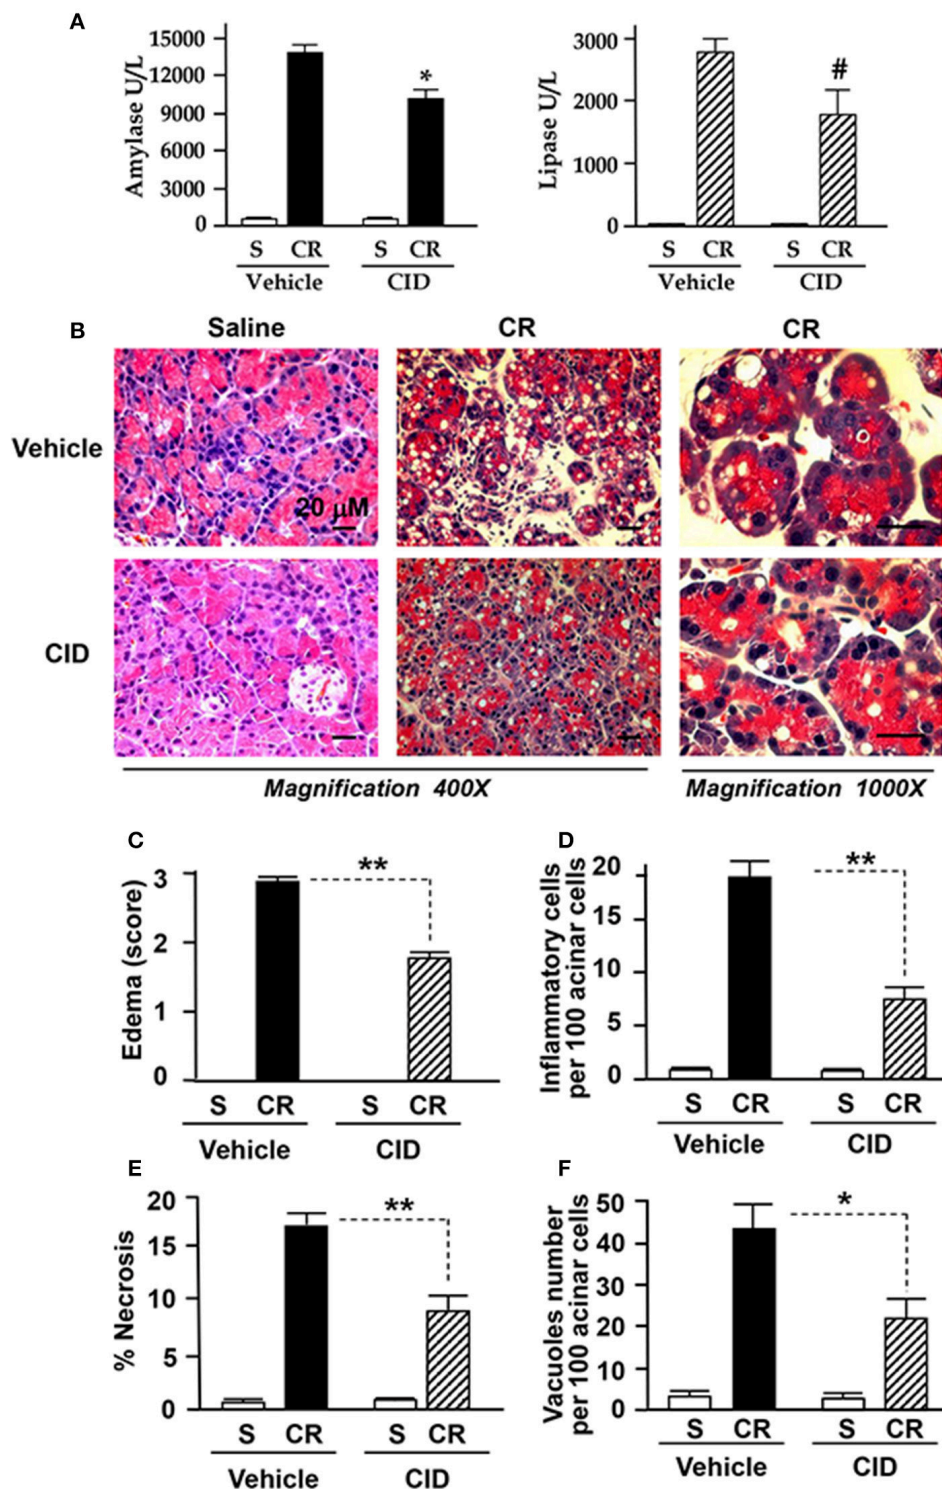 A
Amylase U/L
15000
12000
9000
6000
3000
0
*
S CR S CR
Vehicle CID
Lipase U/L
3000
2000
1000
0
#
S CR S CR
Vehicle CID
B
Saline CR CR
Vehicle
20 µM
CID
Magnification 400X Magnification 1000X
C
Edema (score)
3
2
1
0
**
S CR S CR
Vehicle CID
D
Inflammatory cells
per 100 acinar cells
20
15
10
5
0
**
S CR S CR
Vehicle CID
E
% Necrosis
20
15
10
5
0
**
S CR S CR
Vehicle CID
F
Vacuoles number
per 100 acinar cells
50
40
30
20
10
0
*
S CR S CR
Vehicle CID